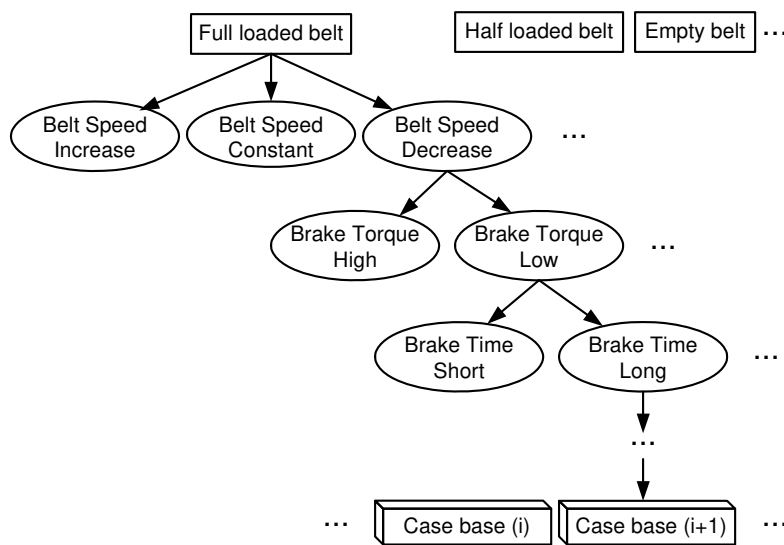 Full loaded belt
Half loaded belt
Empty belt
...
Belt Speed
Increase
Belt Speed
Constant
Belt Speed
Decrease
...
Brake Torque
High
Brake Torque
Low
...
Brake Time
Short
Brake Time
Long
...
...
...
Case base (i)
Case base (i+1)
...